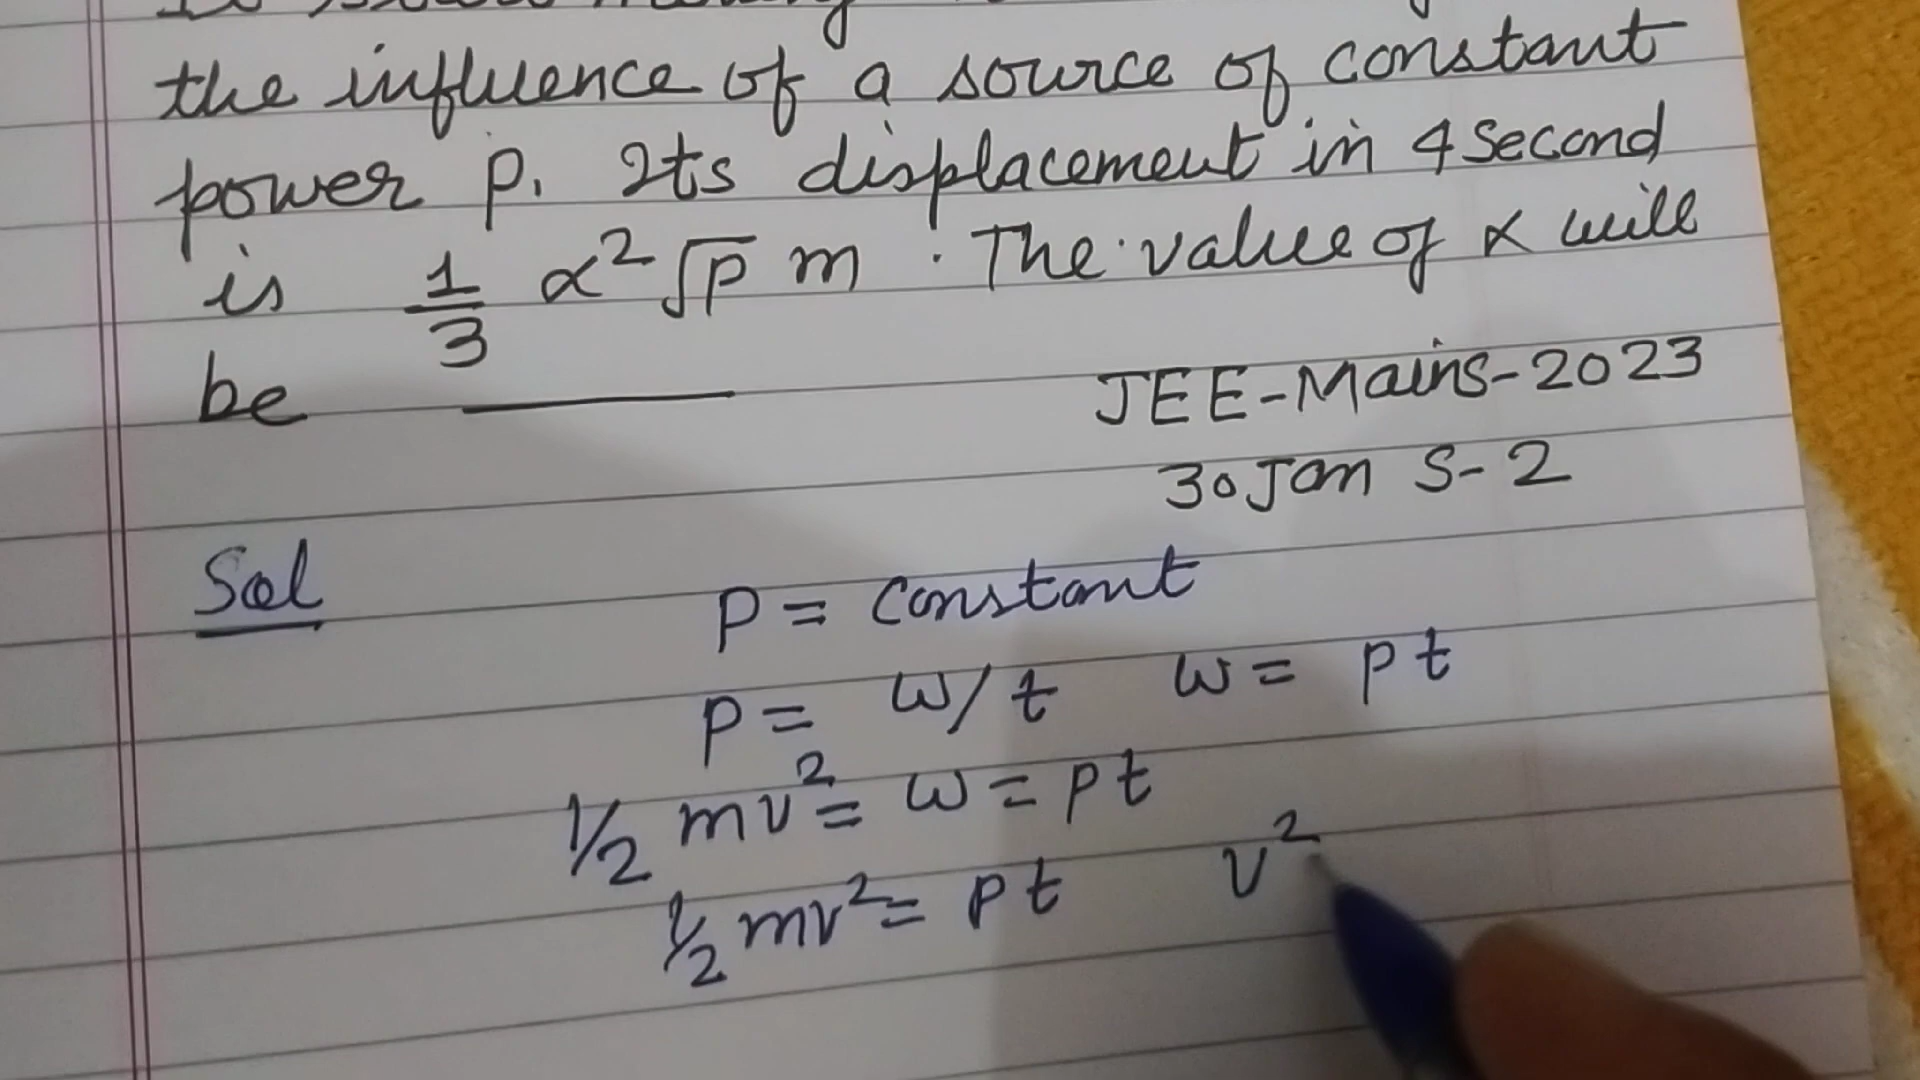 the influence of a source of constant
power P. Its displacement in 4 second
is 1/3 α² √P m. The value of α will
be ______
JEE-Mains-2023
30 Jan S-2
Sol
P = constant
P = W/t W = Pt
1/2 mv² = W = Pt
1/2 mv² = Pt v²